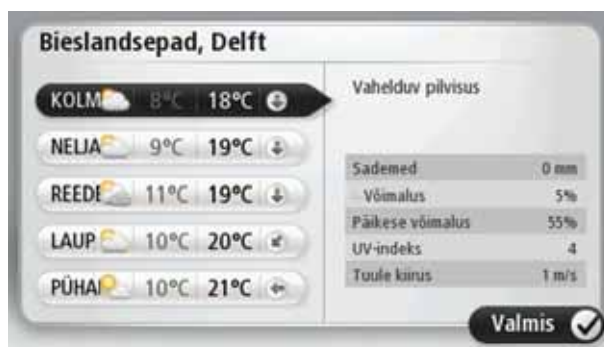 Bieslandsepad, Delft
KOLM 8°C 18°C
NELJA 9°C 19°C
REEDE 11°C 19°C
LAUP 10°C 20°C
PÜHA 10°C 21°C
Vahelduv pilvisus
Sademed 0 mm
Võimalus 5%
Päikese võimalus 55%
UV-indeks 4
Tuule kiirus 1 m/s
Valmis